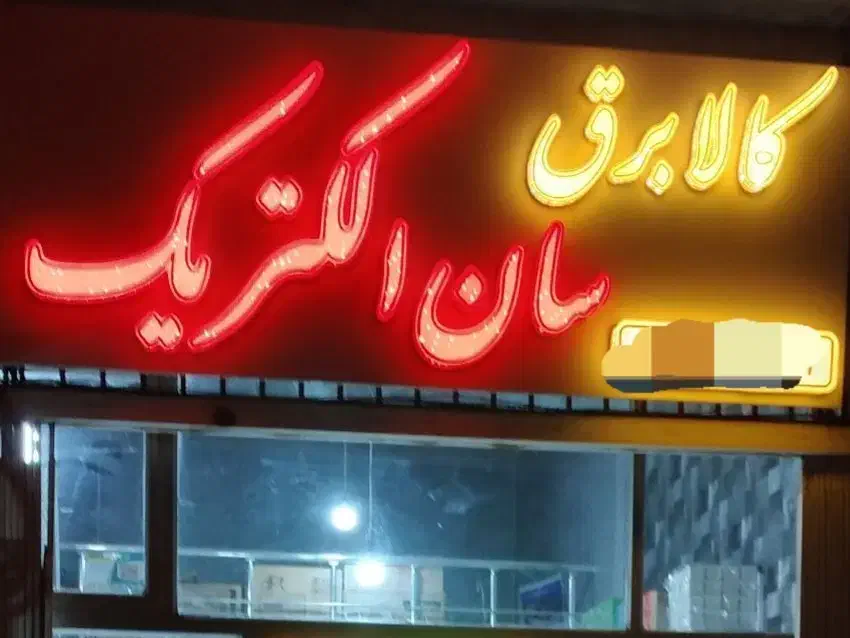 کالا برق
سان الکتریک